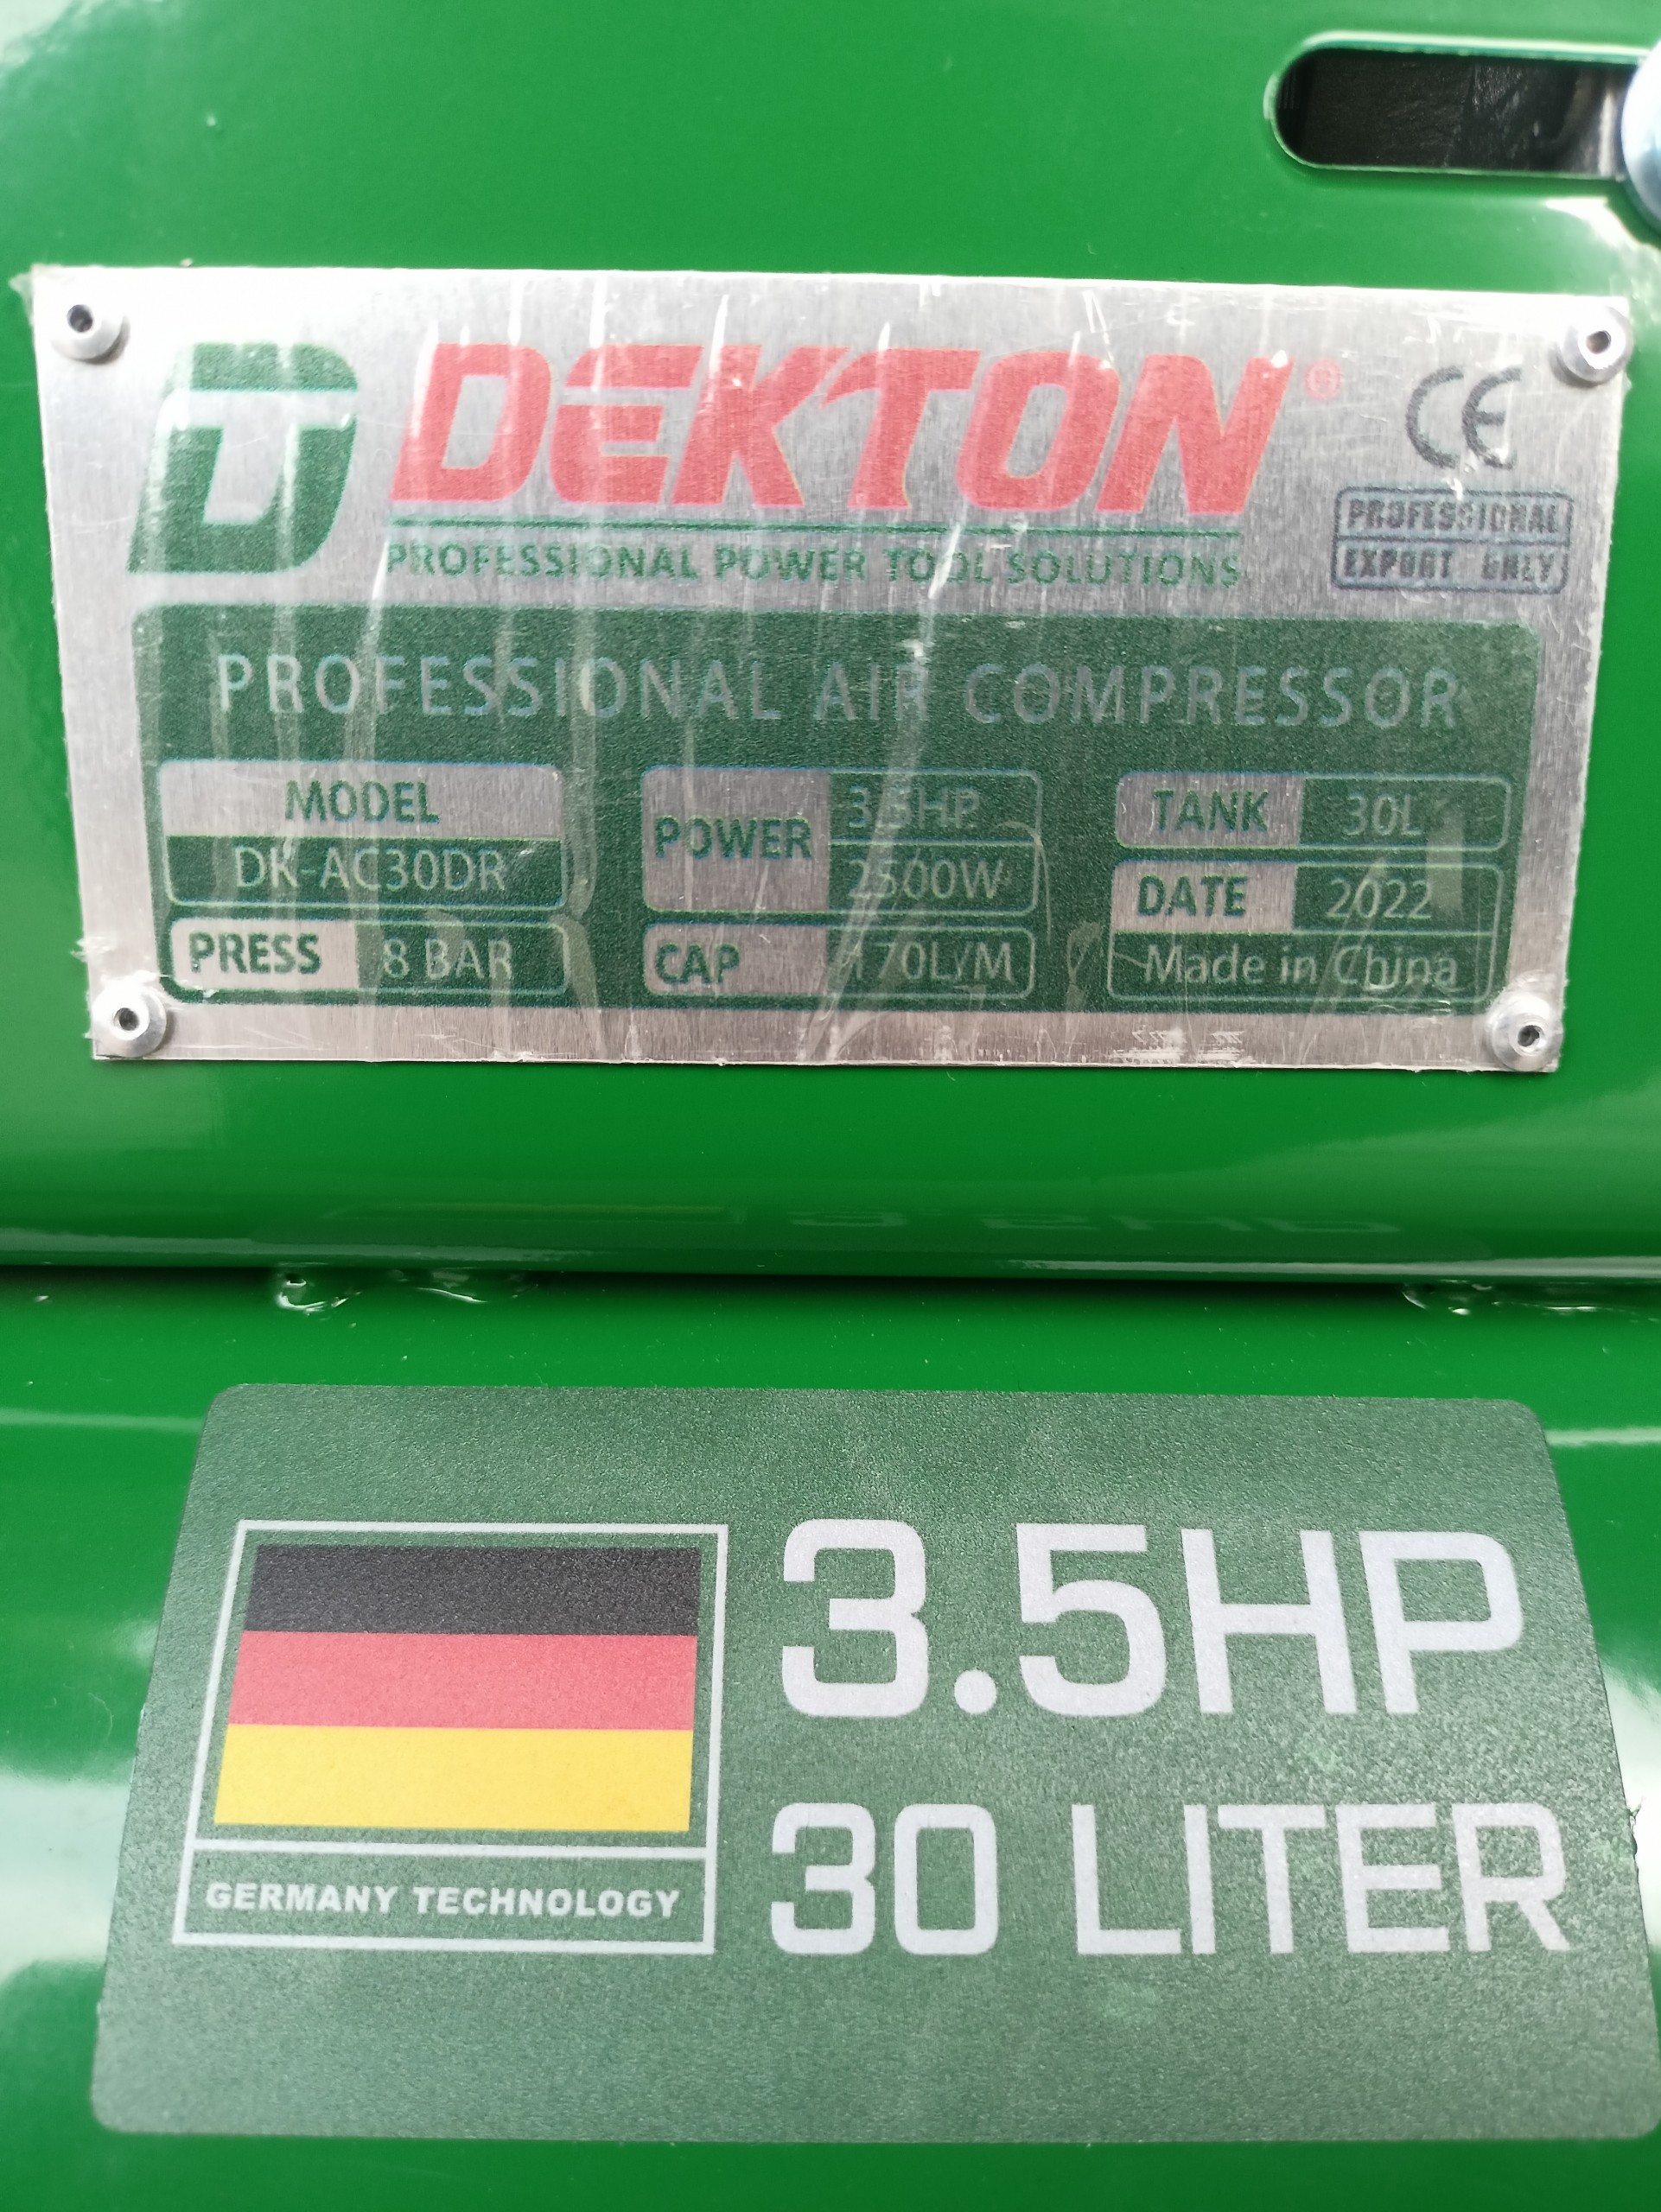 DEKTON®
CE
PROFESSIONAL POWER TOOL SOLUTIONS
PROFESSIONAL
EXPORT ONLY
PROFESSIONAL AIR COMPRESSOR
MODEL
DK-AC30DR
PRESS 8 BAR
POWER 3.5HP
2500W
CAP 170L/M
TANK 30L
DATE 2022
Made in China
3.5HP
30 LITER
GERMANY TECHNOLOGY